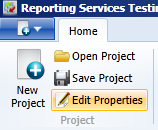 Reporting Services Testin
Home
New
Project
Open Project
Save Project
Edit Properties
Project